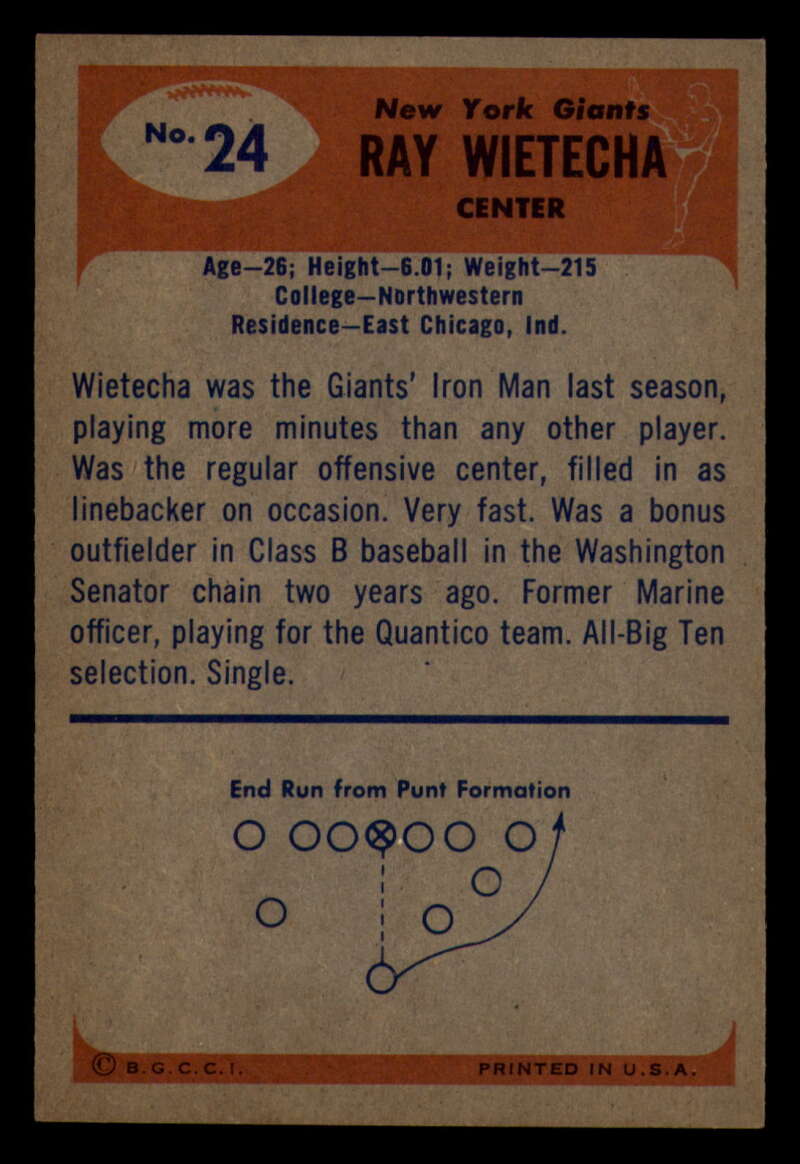 No. 24
New York Giants
RAY WIETECHA
CENTER
Age—26; Height—6.01; Weight—215
College—Northwestern
Residence—East Chicago, Ind.
Wietecha was the Giants' Iron Man last season,
playing more minutes than any other player.
Was the regular offensive center, filled in as
linebacker on occasion. Very fast. Was a bonus
outfielder in Class B baseball in the Washington
Senator chain two years ago. Former Marine
officer, playing for the Quantico team. All-Big Ten
selection. Single.
End Run from Punt Formation
© B.G.C.C.I.
PRINTED IN U.S.A.